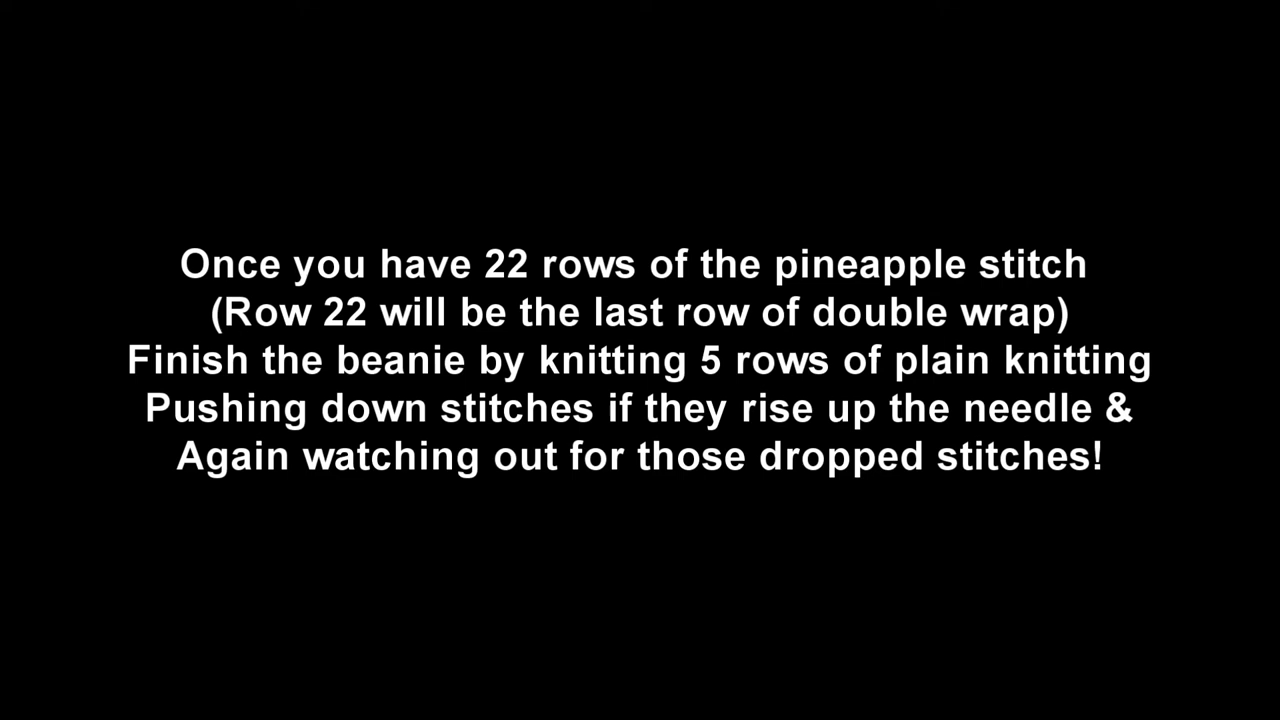 Once you have 22 rows of the pineapple stitch
(Row 22 will be the last row of double wrap)
Finish the beanie by knitting 5 rows of plain knitting
Pushing down stitches if they rise up the needle &
Again watching out for those dropped stitches!